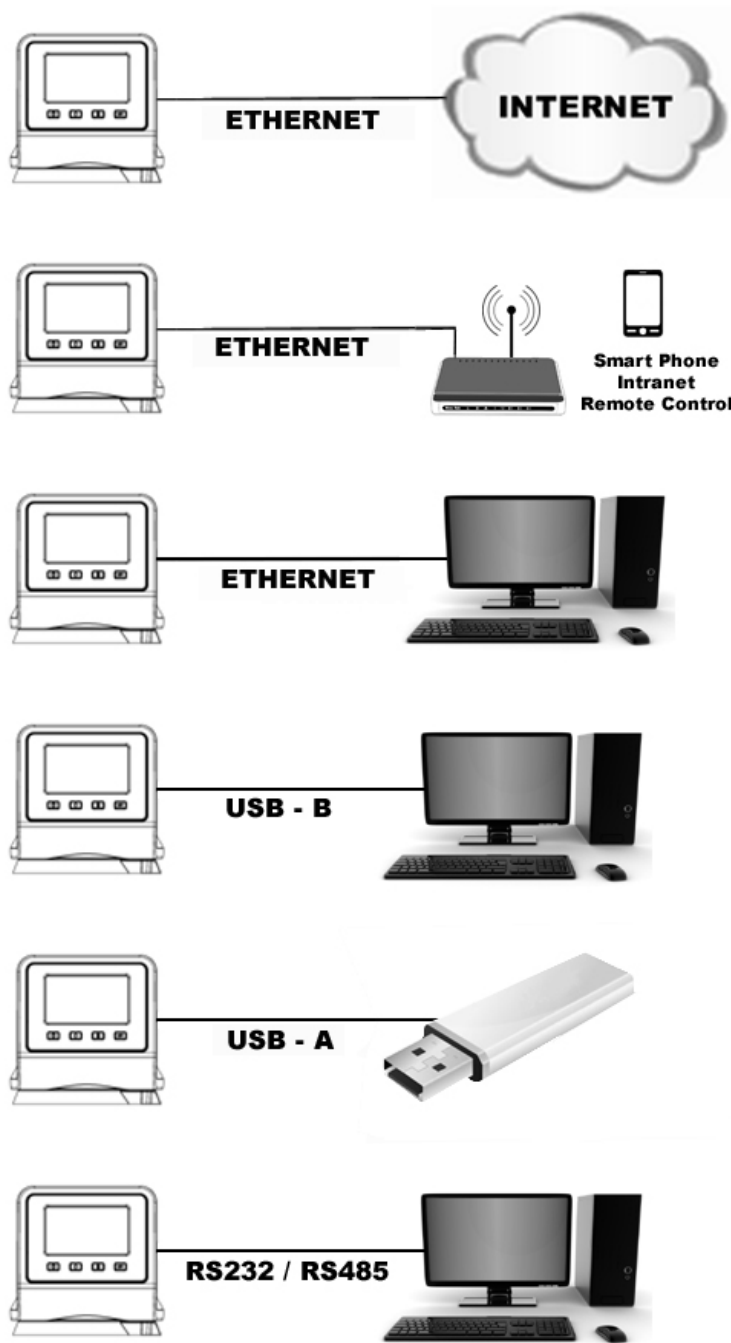 ETHERNET
INTERNET
ETHERNET
Smart Phone
Intranet
Remote Control
ETHERNET
USB - B
USB - A
RS232 / RS485